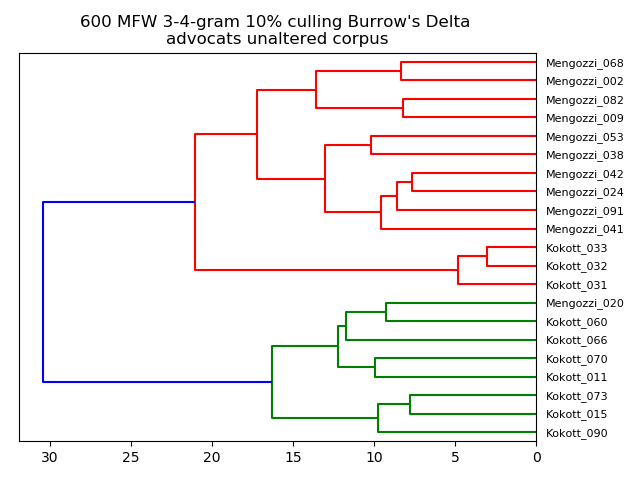 600 MFW 3-4-gram 10% culling Burrow's Delta
advocats unaltered corpus
Mengozzi_068
Mengozzi_002
Mengozzi_082
Mengozzi_009
Mengozzi_053
Mengozzi_038
Mengozzi_042
Mengozzi_024
Mengozzi_091
Mengozzi_041
Kokott_033
Kokott_032
Kokott_031
Mengozzi_020
Kokott_060
Kokott_066
Kokott_070
Kokott_011
Kokott_073
Kokott_015
Kokott_090
30 25 20 15 10 5 0